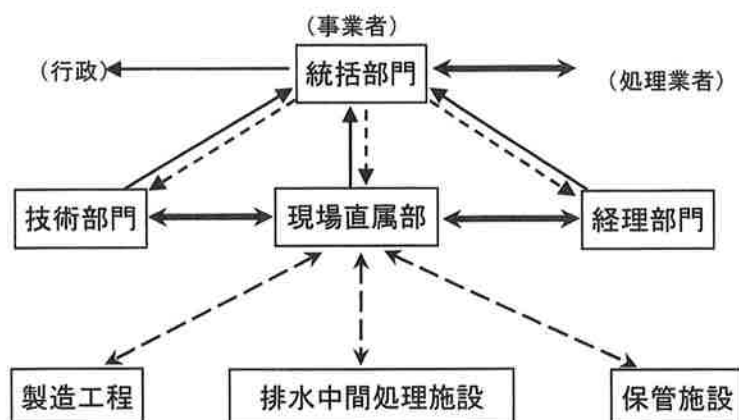 (事業者)
(行政)
統括部門
(処理業者)
技術部門
現場直属部
経理部門
製造工程
排水中間処理施設
保管施設